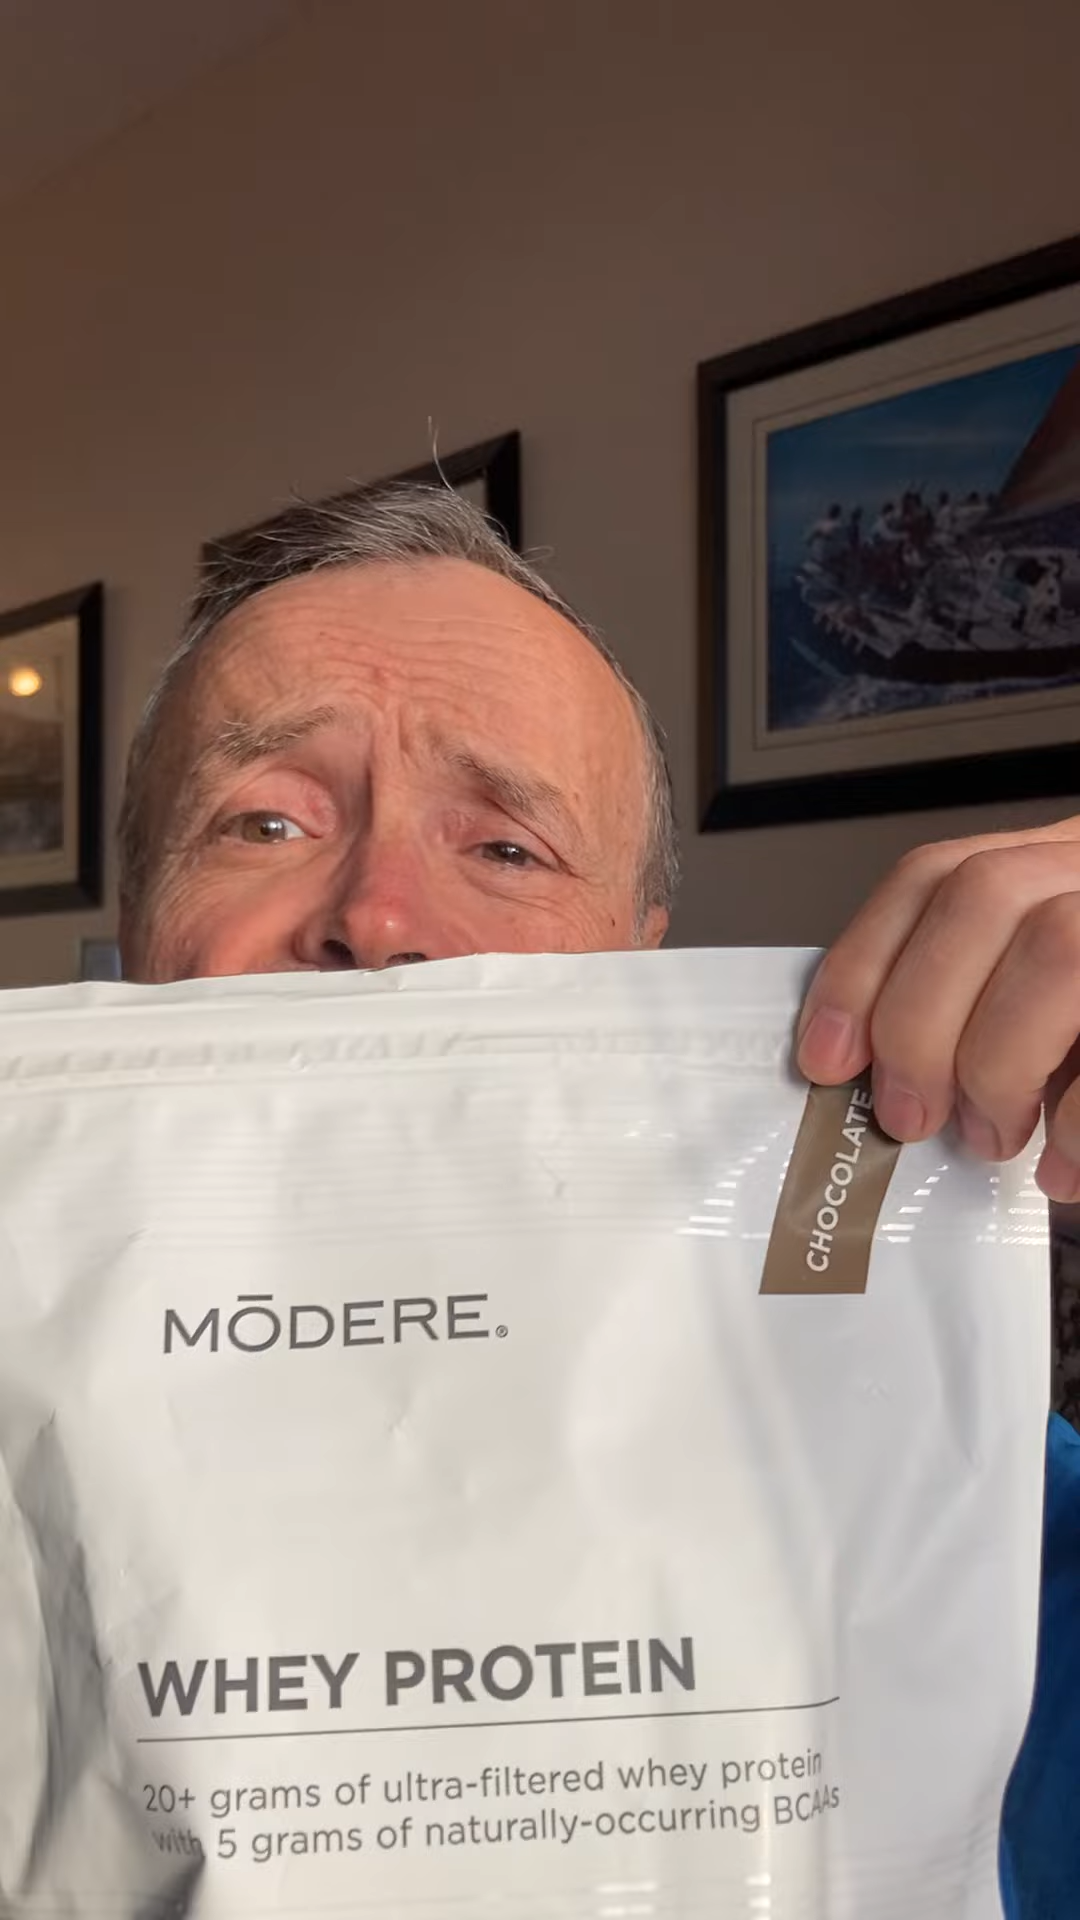 CHOCOLATE
MŌDERE®
WHEY PROTEIN
20+ grams of ultra-filtered whey protein
with 5 grams of naturally-occurring BCAAs